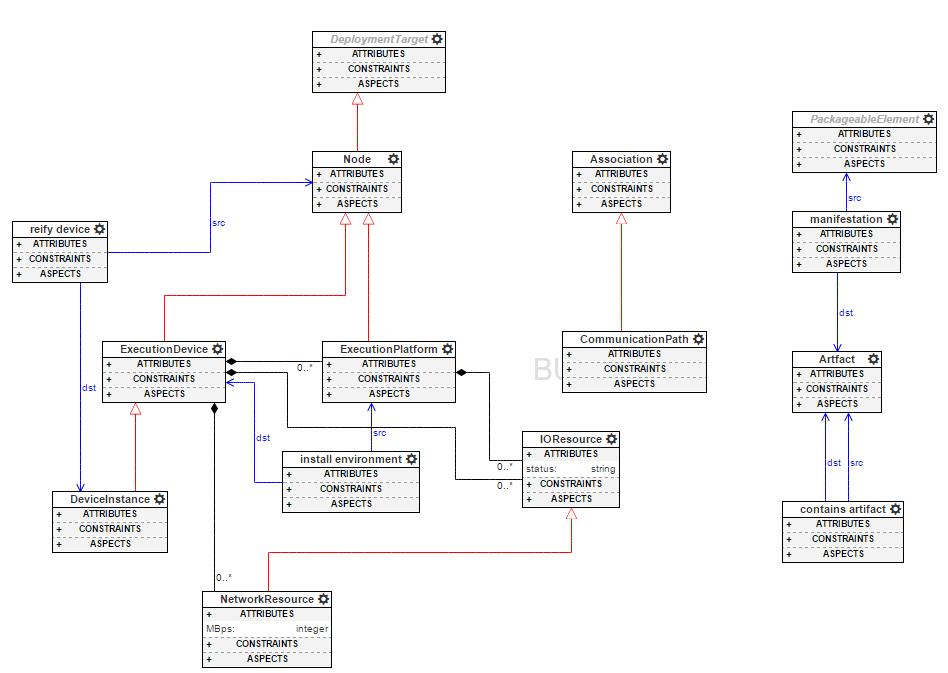 DeploymentTarget
+ ATTRIBUTES
+ CONSTRAINTS
+ ASPECTS
PackageableElement
+ ATTRIBUTES
+ CONSTRAINTS
+ ASPECTS
Node
+ ATTRIBUTES
+ CONSTRAINTS
+ ASPECTS
Association
+ ATTRIBUTES
+ CONSTRAINTS
+ ASPECTS
src
manifestation
+ ATTRIBUTES
+ CONSTRAINTS
+ ASPECTS
src
reify device
+ ATTRIBUTES
+ CONSTRAINTS
+ ASPECTS
dst
ExecutionDevice
+ ATTRIBUTES
+ CONSTRAINTS
+ ASPECTS
0..*
ExecutionPlatform
+ ATTRIBUTES
+ CONSTRAINTS
+ ASPECTS
BU
CommunicationPath
+ ATTRIBUTES
+ CONSTRAINTS
+ ASPECTS
Artfact
+ ATTRIBUTES
+ CONSTRAINTS
+ ASPECTS
dst
dst
src
install environment
+ ATTRIBUTES
+ CONSTRAINTS
+ ASPECTS
IOResource
+ ATTRIBUTES
status: string
+ CONSTRAINTS
+ ASPECTS
0..*
0..*
dst
src
DeviceInstance
+ ATTRIBUTES
+ CONSTRAINTS
+ ASPECTS
contains artifact
+ ATTRIBUTES
+ CONSTRAINTS
+ ASPECTS
0..*
NetworkResource
+ ATTRIBUTES
MBps: integer
+ CONSTRAINTS
+ ASPECTS